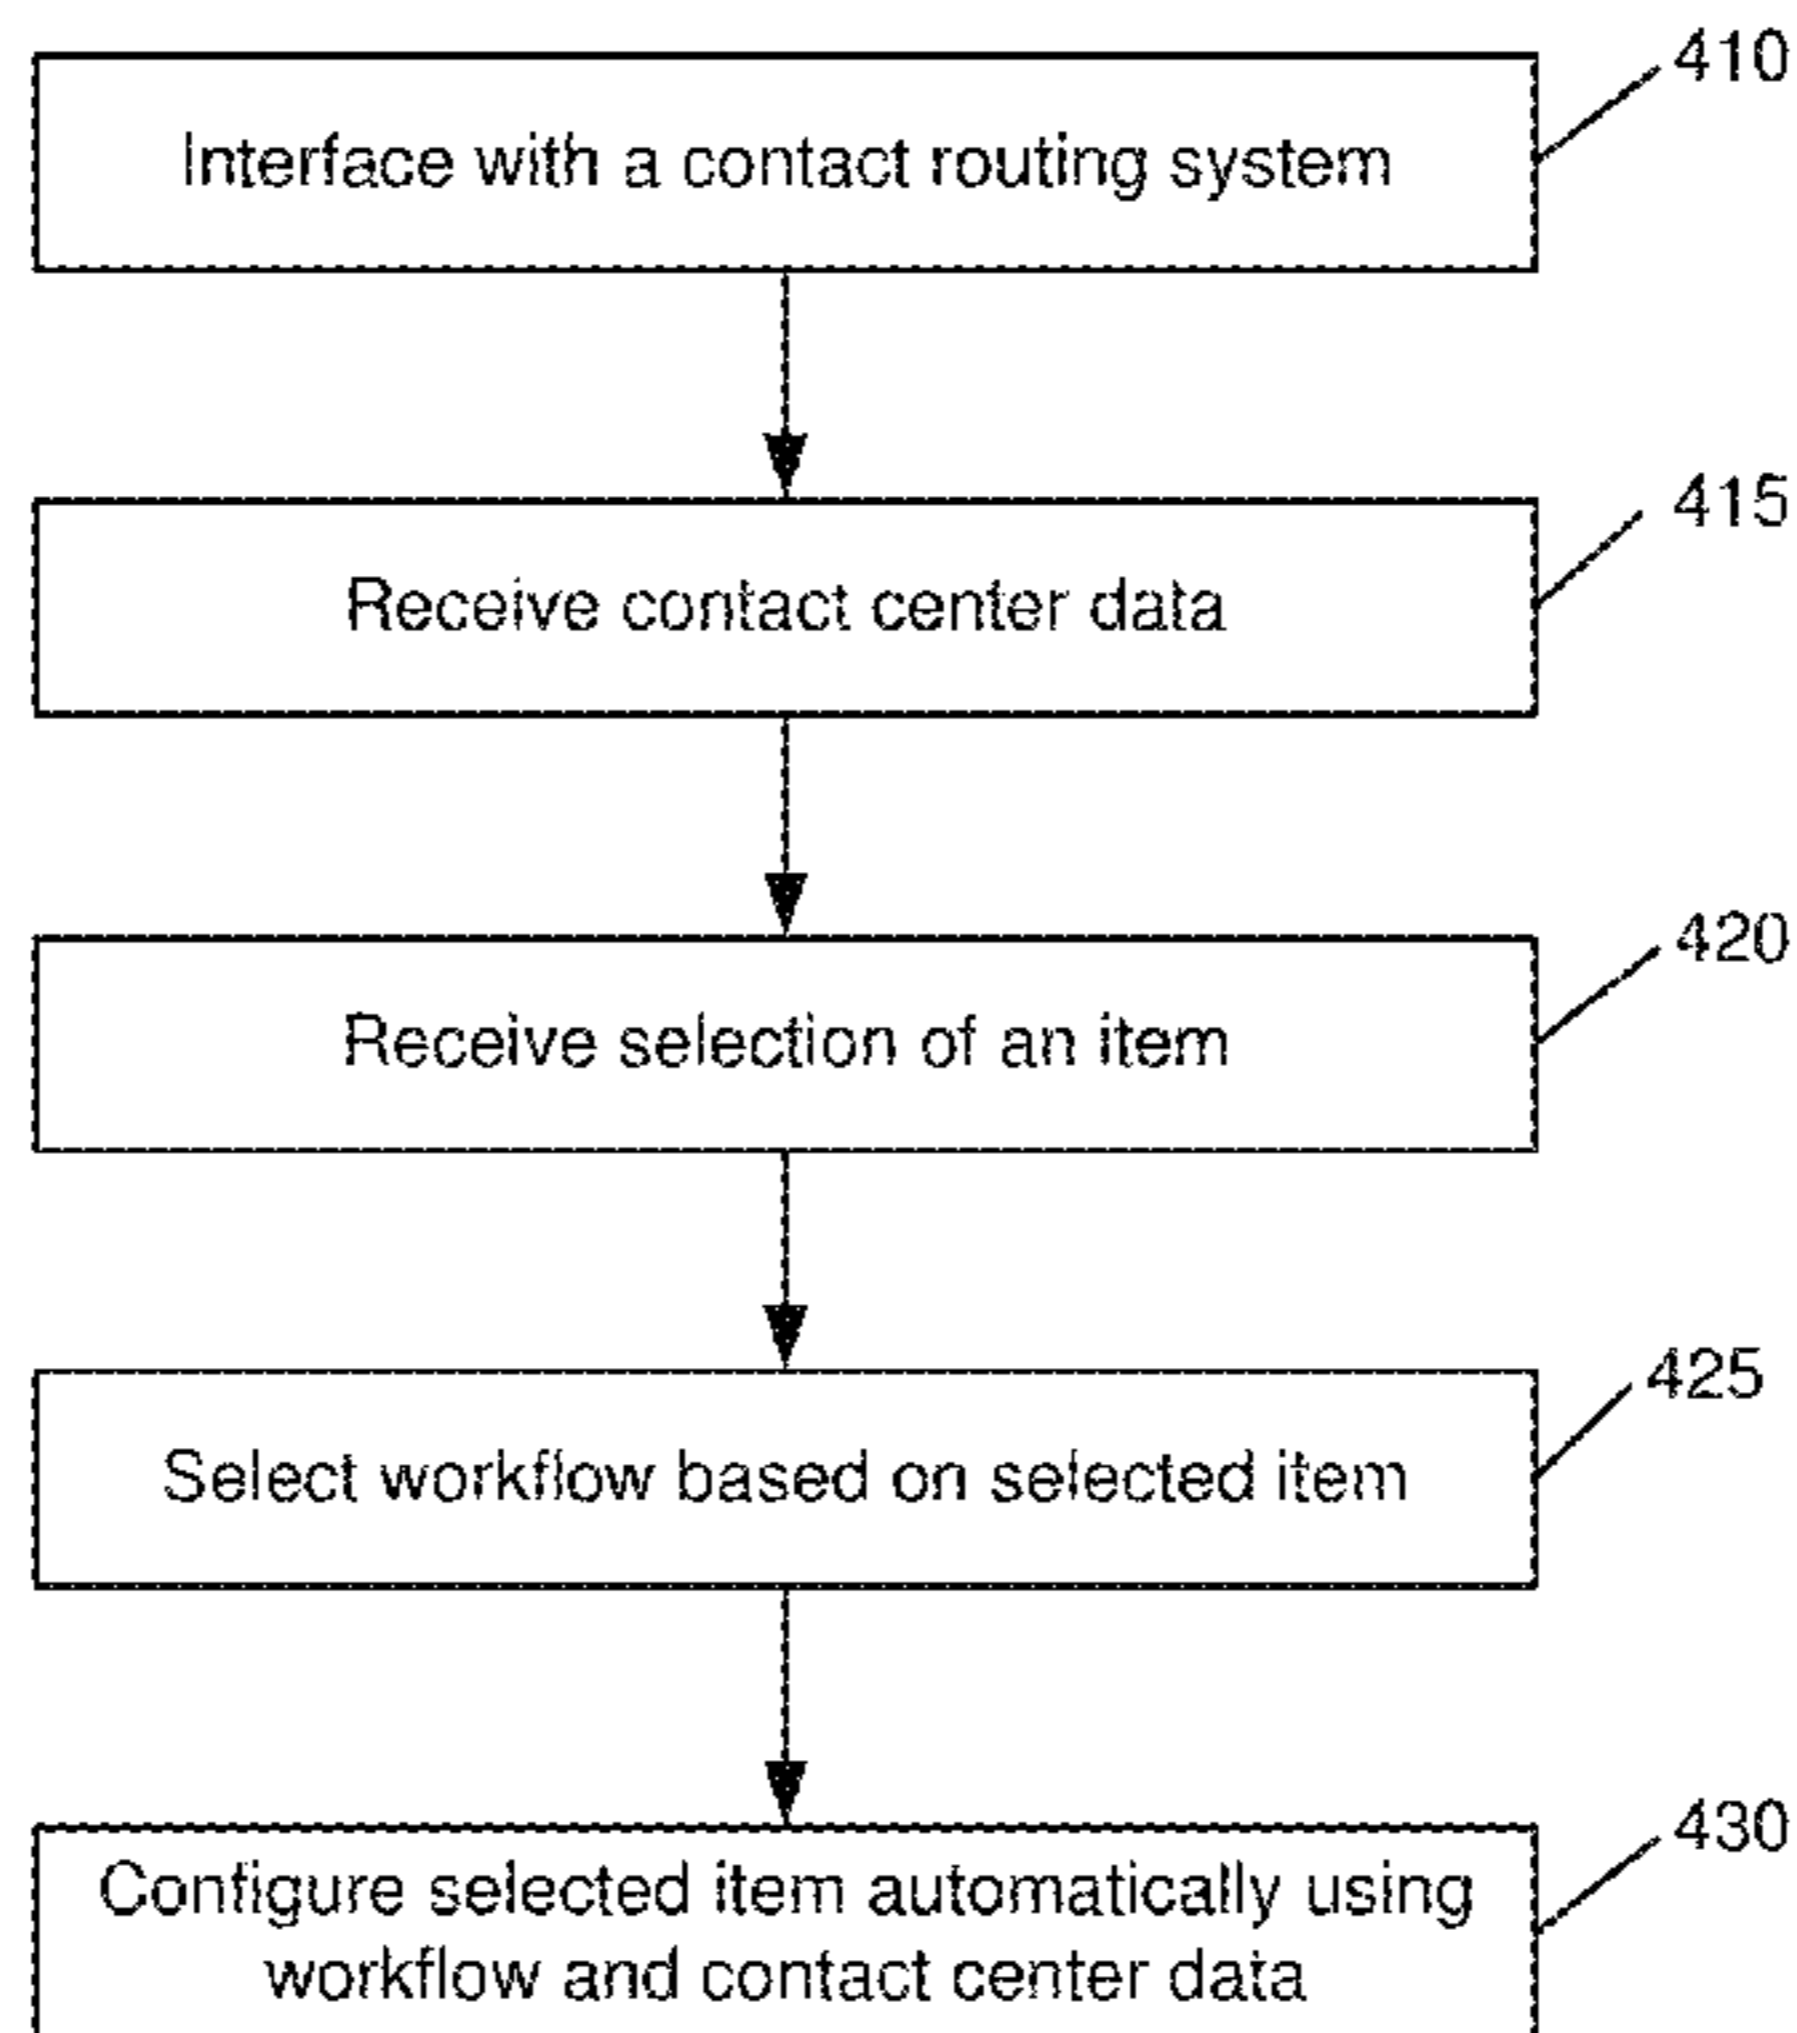 410
Interface with a contact routing system
415
Receive contact center data
420
Receive selection of an item
425
Select workflow based on selected item
430
Configure selected item automatically using
workflow and contact center data